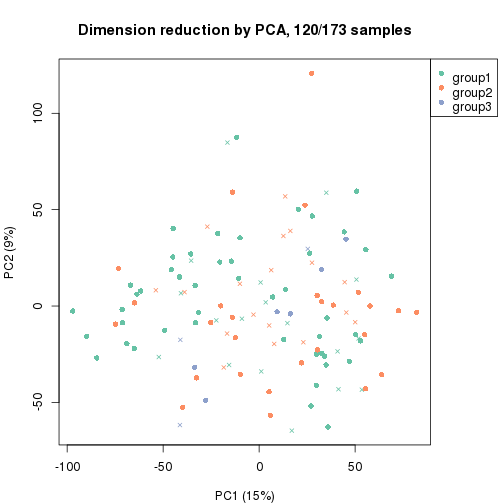 Dimension reduction by PCA, 120/173 samples
group1
group2
group3
100
50
0
-50
PC2 (9%)
-100
-50
0
50
PC1 (15%)